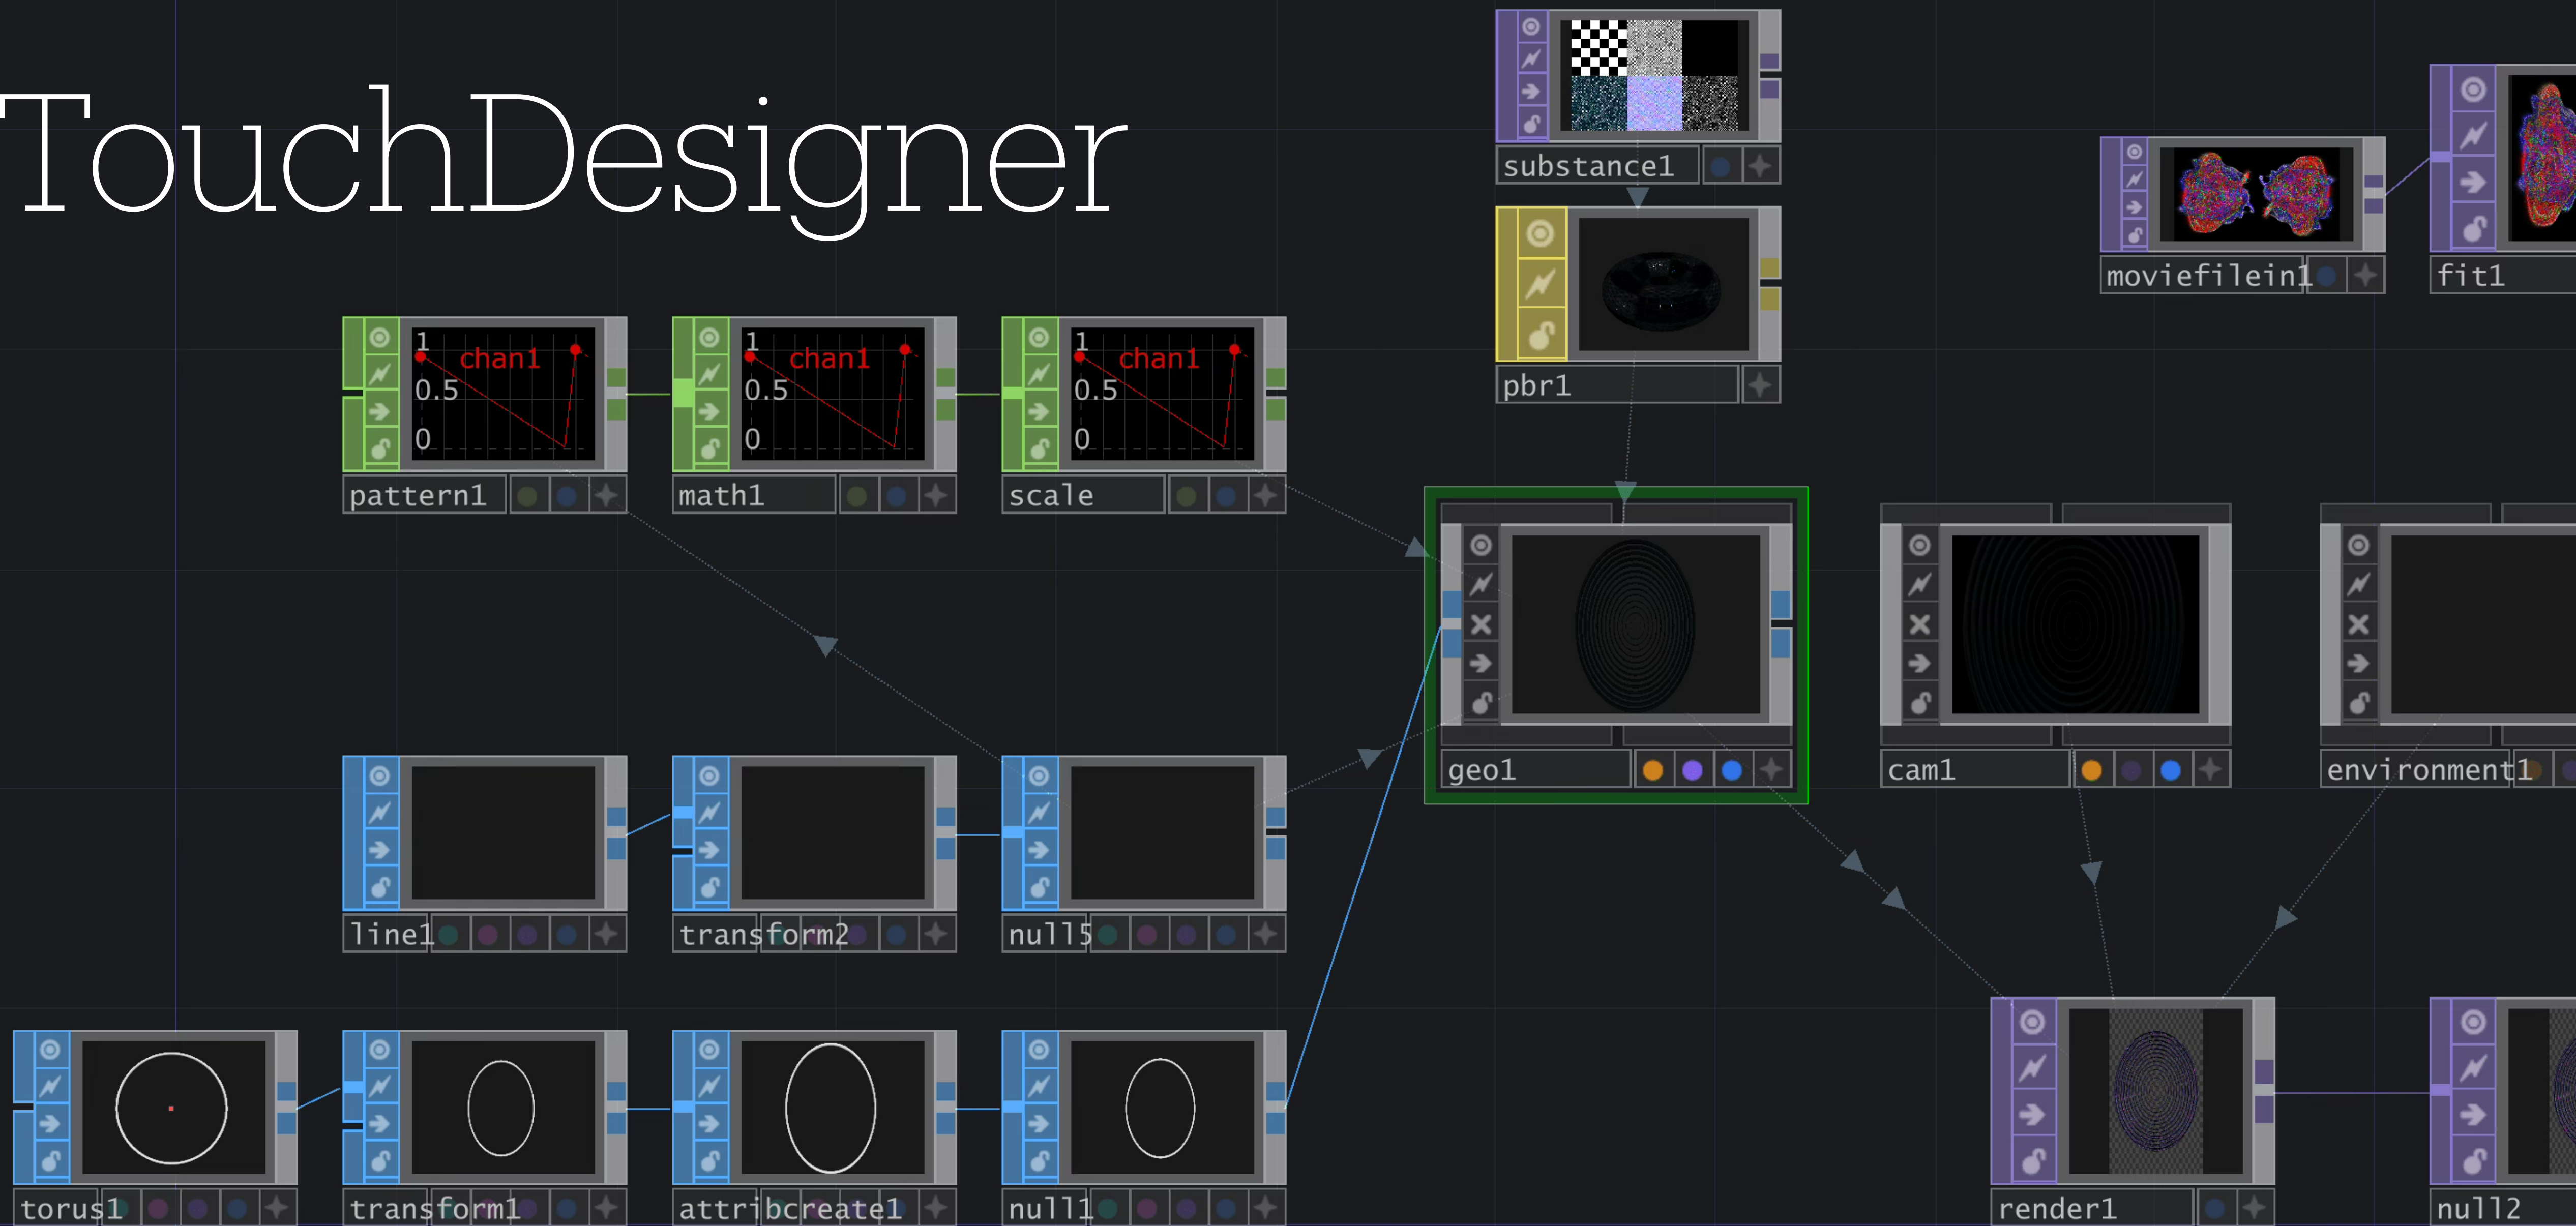 TouchDesigner
substance1
moviefilein1
fit1
pbr1
1
chan1
0.5
0
pattern1
1
chan1
0.5
0
math1
1
chan1
0.5
0
scale
geo1
cam1
environment1
line1
transform2
null5
torus1
transform1
attribcreate1
null1
render1
null2